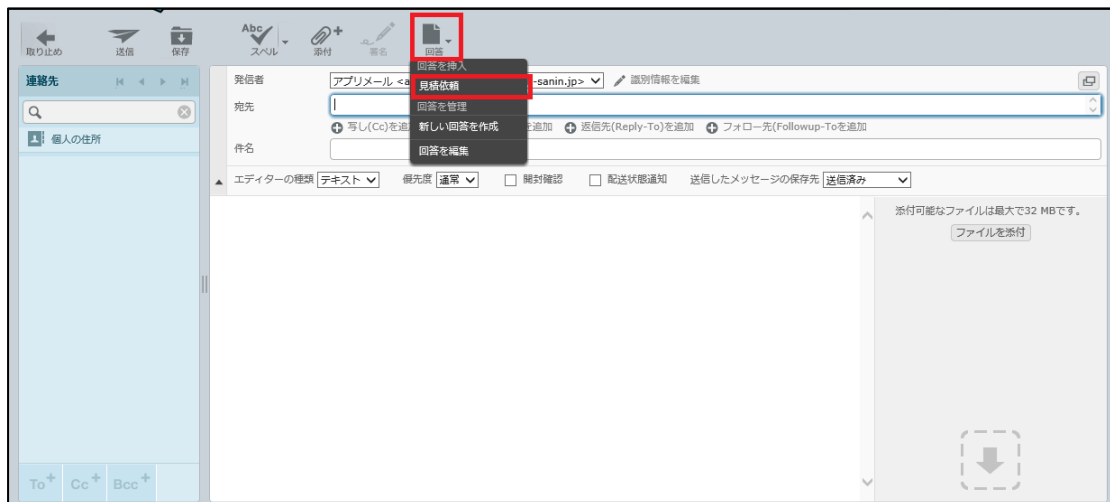 取り止め 送信 保存 Abc スペル 添付 署名 回答
連絡先
個人の住所
To+ Cc+ Bcc+
発信者 アプリメール <a -sanin.jp> 識別情報を編集
宛先
写し(Cc)を追 を追加 返信先(Reply-To)を追加 フォロー先(Followup-Toを追加
件名
回答を挿入
見積依頼
回答を管理
新しい回答を作成
回答を編集
エディターの種類 テキスト 優先度 通常 開封確認 配送状態通知 送信したメッセージの保存先 送信済み
添付可能なファイルは最大で32 MBです。
ファイルを添付